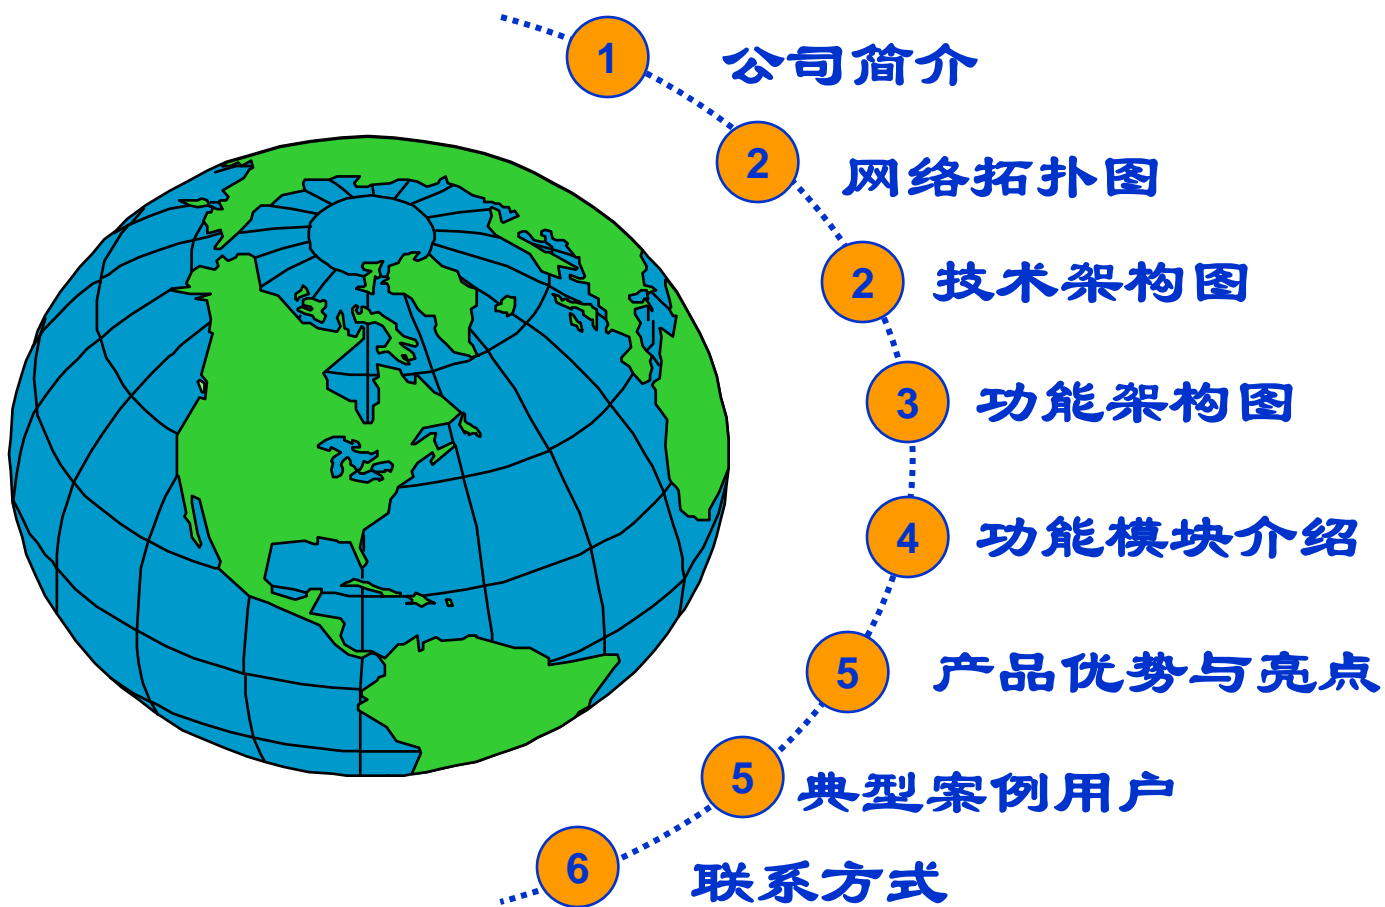 1 公司简介
2 网络拓扑图
2 技术架构图
3 功能架构图
4 功能模块介绍
5 产品优势与亮点
5 典型案例用户
6 联系方式